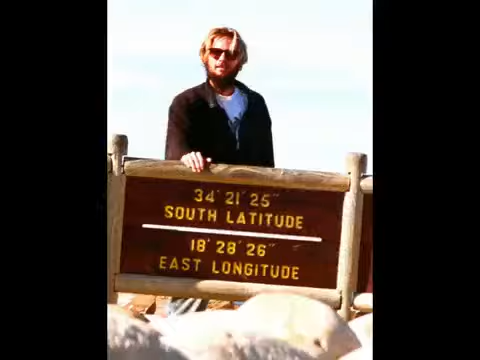 34° 21' 25"
SOUTH LATITUDE
18° 28' 26"
EAST LONGITUDE